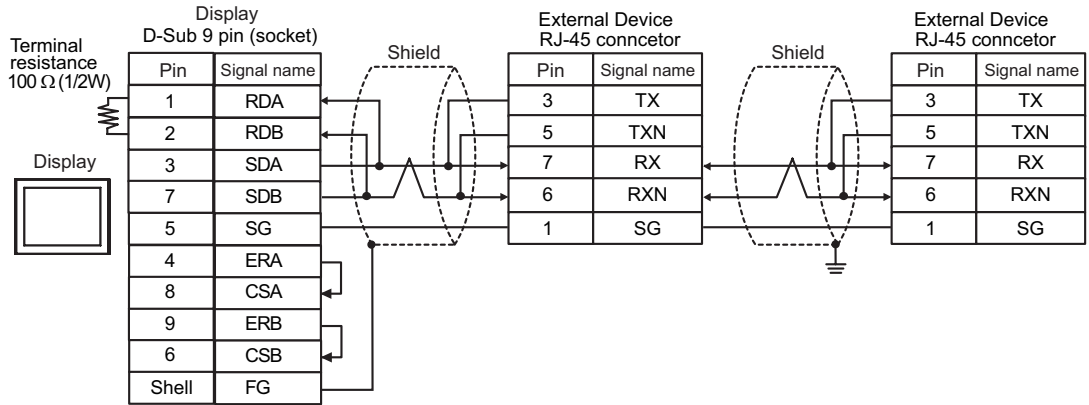 Display
D-Sub 9 pin (socket)
Terminal
resistance
100 Ω (1/2W)
Display
Pin Signal name
1 RDA
2 RDB
3 SDA
7 SDB
5 SG
4 ERA
8 CSA
9 ERB
6 CSB
Shell FG
Shield
External Device
RJ-45 conncetor
Pin Signal name
3 TX
5 TXN
7 RX
6 RXN
1 SG
Shield
External Device
RJ-45 conncetor
Pin Signal name
3 TX
5 TXN
7 RX
6 RXN
1 SG